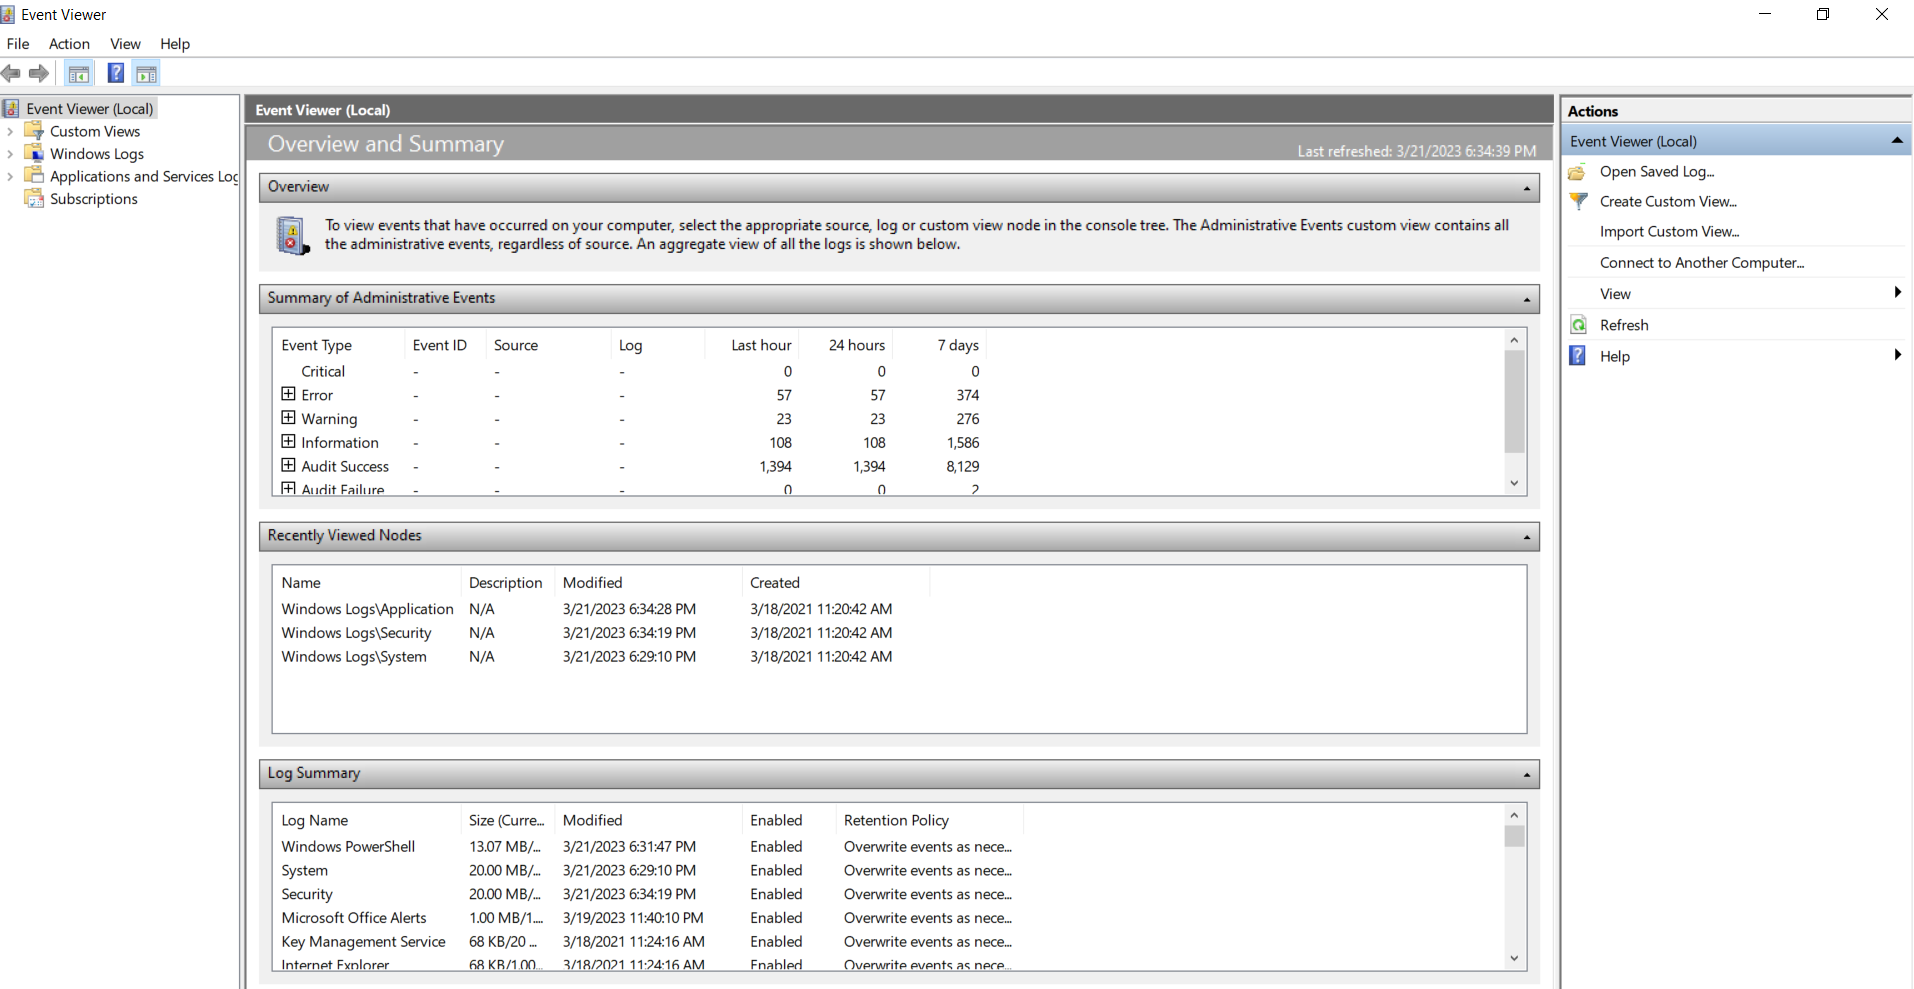 Event Viewer
File Action View Help
Event Viewer (Local)
Custom Views
Windows Logs
Applications and Services Log
Subscriptions
Event Viewer (Local)
Overview and Summary
Last refreshed: 3/21/2023 6:34:39 PM
Overview
To view events that have occurred on your computer, select the appropriate source, log or custom view node in the console tree. The Administrative Events custom view contains all
the administrative events, regardless of source. An aggregate view of all the logs is shown below.
Summary of Administrative Events
Event Type Event ID Source Log Last hour 24 hours 7 days
Critical - - - 0 0 0
Error - - - 57 57 374
Warning - - - 23 23 276
Information - - - 108 108 1,586
Audit Success - - - 1,394 1,394 8,129
Audit Failure - - - 0 0 2
Recently Viewed Nodes
Name Description Modified Created
Windows Logs\Application N/A 3/21/2023 6:34:28 PM 3/18/2021 11:20:42 AM
Windows Logs\Security N/A 3/21/2023 6:34:19 PM 3/18/2021 11:20:42 AM
Windows Logs\System N/A 3/21/2023 6:29:10 PM 3/18/2021 11:20:42 AM
Log Summary
Log Name Size (Curre... Modified Enabled Retention Policy
Windows PowerShell 13.07 MB/... 3/21/2023 6:31:47 PM Enabled Overwrite events as nece...
System 20.00 MB/... 3/21/2023 6:29:10 PM Enabled Overwrite events as nece...
Security 20.00 MB/... 3/21/2023 6:34:19 PM Enabled Overwrite events as nece...
Microsoft Office Alerts 1.00 MB/1.... 3/19/2023 11:40:10 PM Enabled Overwrite events as nece...
Key Management Service 68 KB/20 ... 3/18/2021 11:24:16 AM Enabled Overwrite events as nece...
Internet Explorer 68 KB/1.00... 3/18/2021 11:24:16 AM Enabled Overwrite events as nece...
Actions
Event Viewer (Local)
Open Saved Log...
Create Custom View...
Import Custom View...
Connect to Another Computer...
View
Refresh
Help